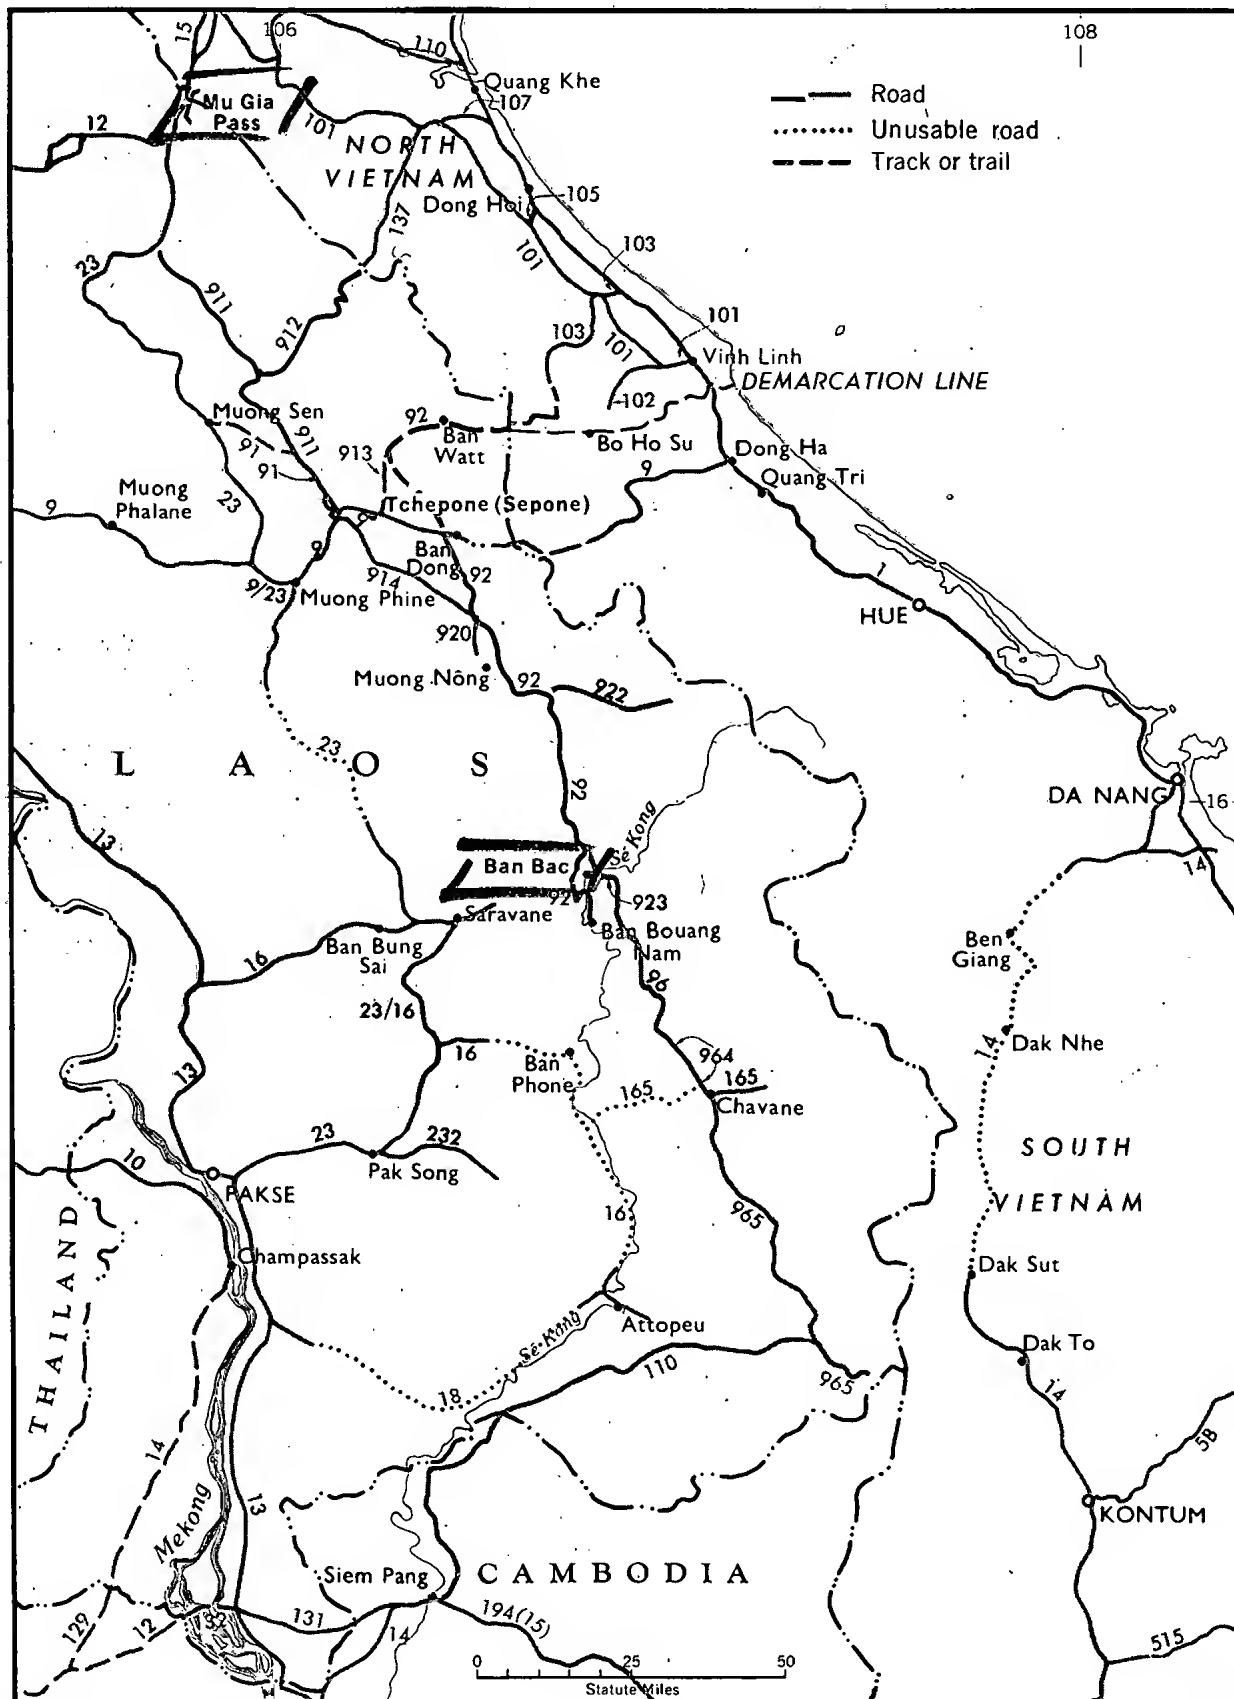 15
106
110
108
Quang Khe
107
Road
Unusable road
Track or trail
Mu Gia
Pass
12
101
NORTH
VIETNAM
137
Dong Hoi
105
101
103
23
911
912
103
101
101
Vinh Linh
DEMARCATION LINE
102
Muong Sen
92
Ban
Watt
Bo Ho Su
Dong Ha
91
911
913
91
9
Quang Tri
Muong
Phalane
9
23
Tchepone (Sepone)
9
Ban
Dong
92
914
9/23
Muong Phine
1
HUE
920
Muong Nông
92
922
23
LAOS
92
DA NANG
16
13
Sé Kong
Ban Bac
14
92
923
Saravane
Ban Bouang
Nam
Ban Bung
Sai
16
Ben
Giang
96
23/16
16
Ban
Phone
964
14
Dak Nhe
13
165
165
Chavane
23
232
SOUTH
10
Pak Song
PAKSE
VIETNAM
16
965
THAILAND
Champassak
Dak Sut
Sé Kong
Attopeu
Dak To
110
965
18
14
14
5B
13
Mekong
KONTUM
Siem Pang
CAMBODIA
129
12
131
14
194(15)
515
0
25
50
Statute Miles